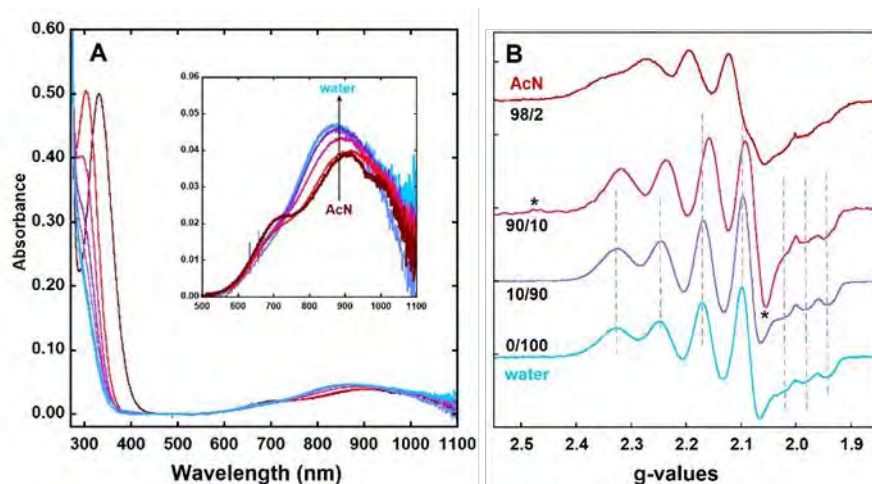 A
0.60
0.50
0.40
0.30
0.20
0.10
0.00
Absorbance
300 400 500 600 700 800 900 1000 1100
Wavelength (nm)
0.06
0.05
0.04
0.03
0.02
0.01
0.00
500 600 700 800 900 1000 1100
water
AcN
B
AcN
98/2
*
90/10
10/90
*
0/100
water
2.5 2.4 2.3 2.2 2.1 2.0 1.9
g-values